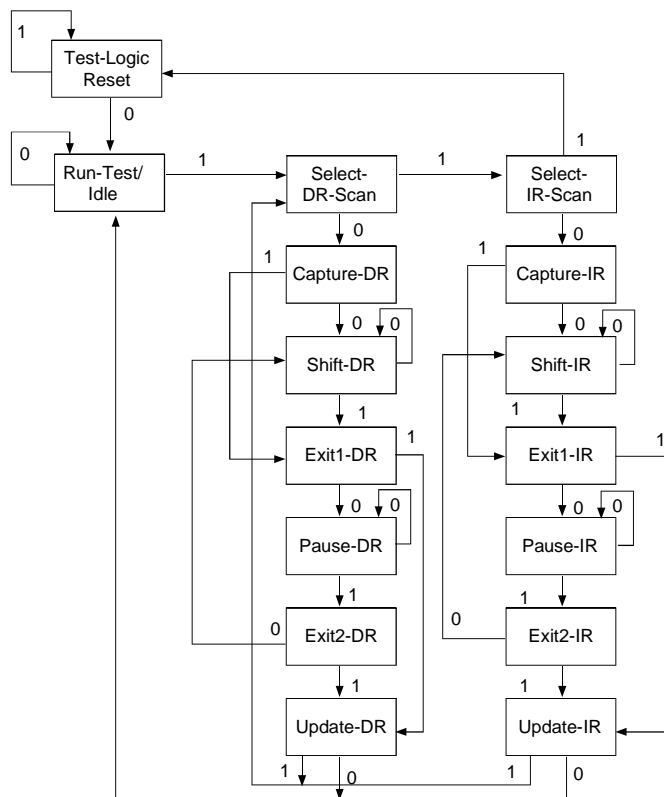 1
Test-Logic
Reset
0
1
0
Run-Test/
Idle
1
Select-
DR-Scan
1
Select-
IR-Scan
0
0
1
Capture-DR
1
Capture-IR
0
0
0
0
Shift-DR
Shift-IR
1
1
1
1
Exit1-DR
Exit1-IR
0
0
0
0
Pause-DR
Pause-IR
1
1
0
Exit2-DR
0
Exit2-IR
1
1
Update-DR
Update-IR
1
0
1
0